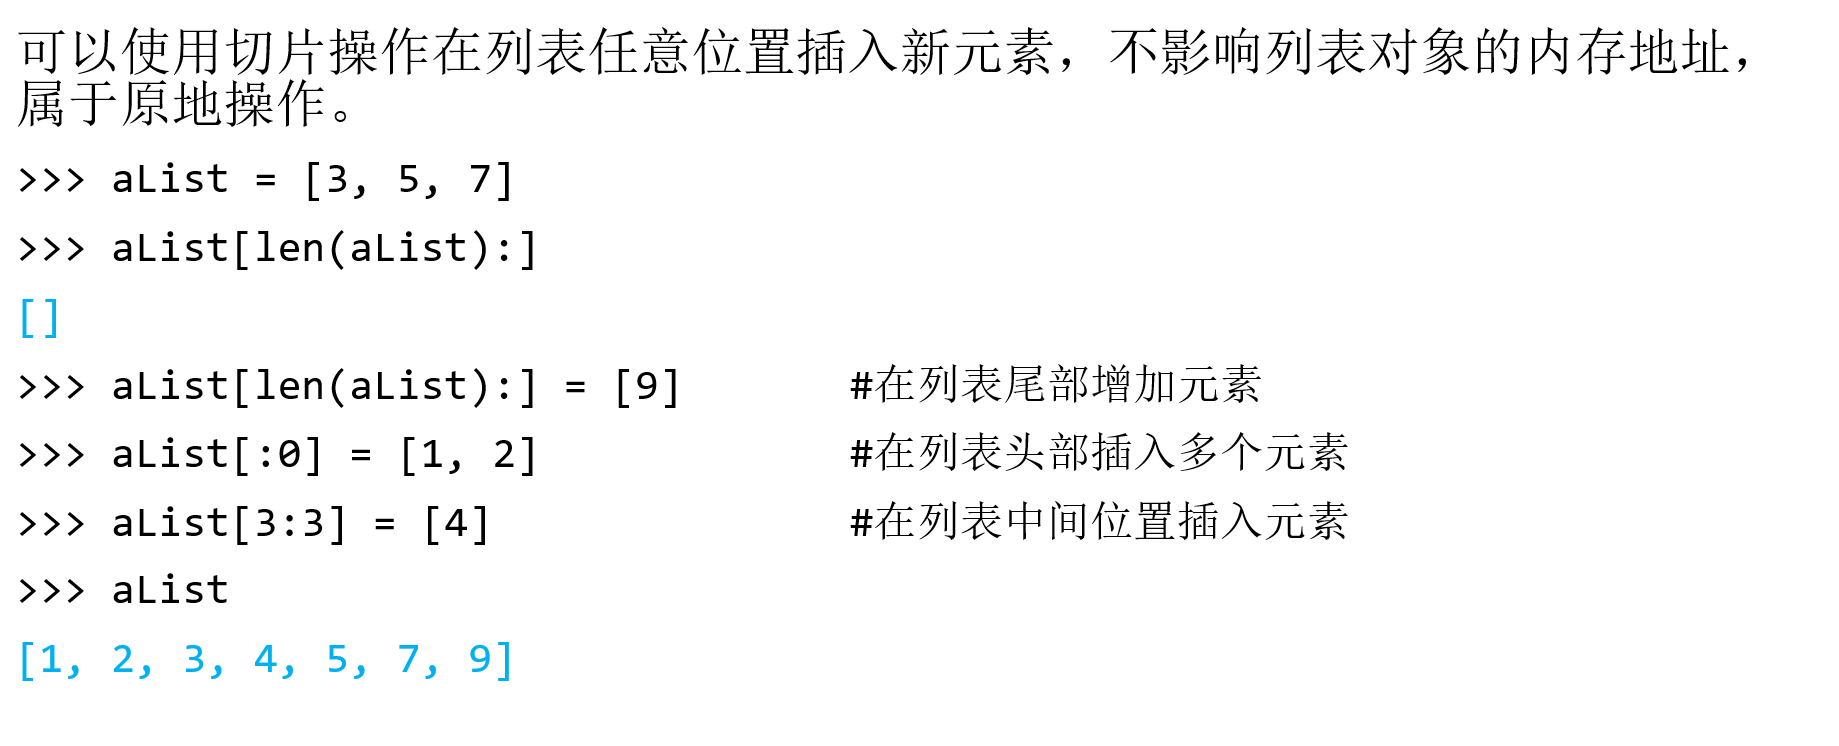 可以使用切片操作在列表任意位置插入新元素，不影响列表对象的内存地址，
属于原地操作。
>>> aList = [3, 5, 7]
>>> aList[len(aList):]
[]
>>> aList[len(aList):] = [9]       #在列表尾部增加元素
>>> aList[:0] = [1, 2]             #在列表头部插入多个元素
>>> aList[3:3] = [4]               #在列表中间位置插入元素
>>> aList
[1, 2, 3, 4, 5, 7, 9]